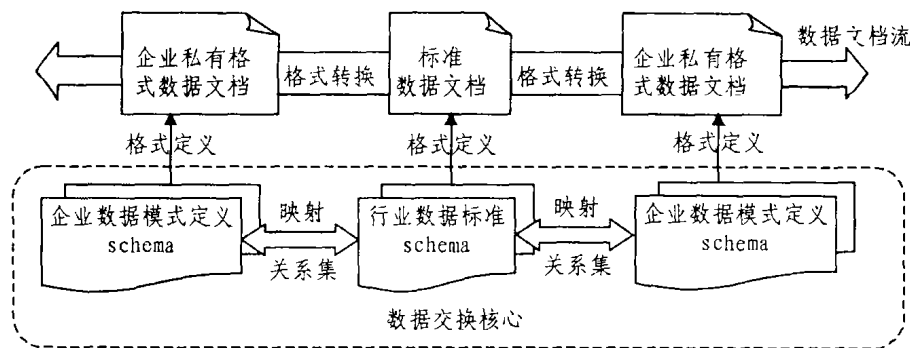 数据文档流
企业私有格
式数据文档
格式转换
标准
数据文档
格式转换
企业私有格
式数据文档
格式定义
格式定义
格式定义
企业数据模式定义
schema
映射
关系集
行业数据标准
schema
映射
关系集
企业数据模式定义
schema
数据交换核心